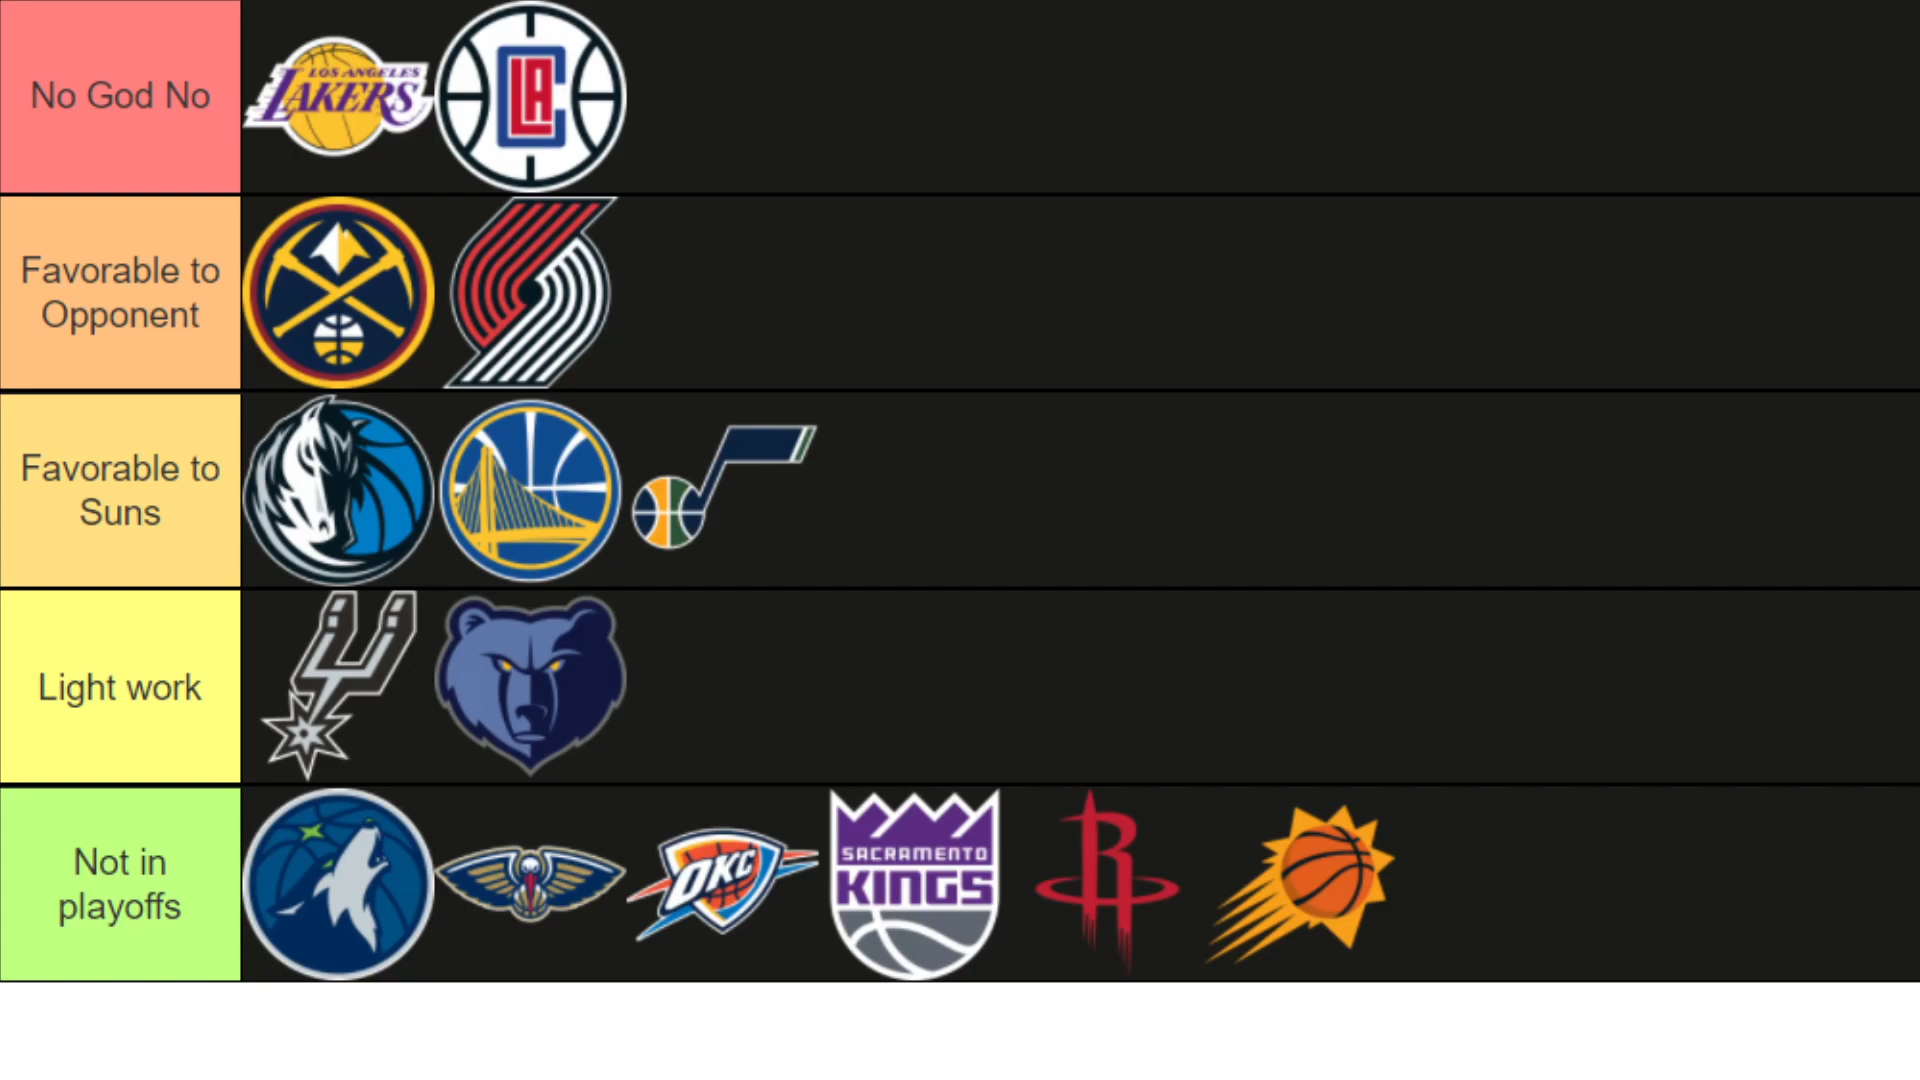 No God No
LOS ANGELES
LAKERS
LA
Favorable to
Opponent
Favorable to
Suns
Light work
Not in
playoffs
OKC
SACRAMENTO
KINGS
R